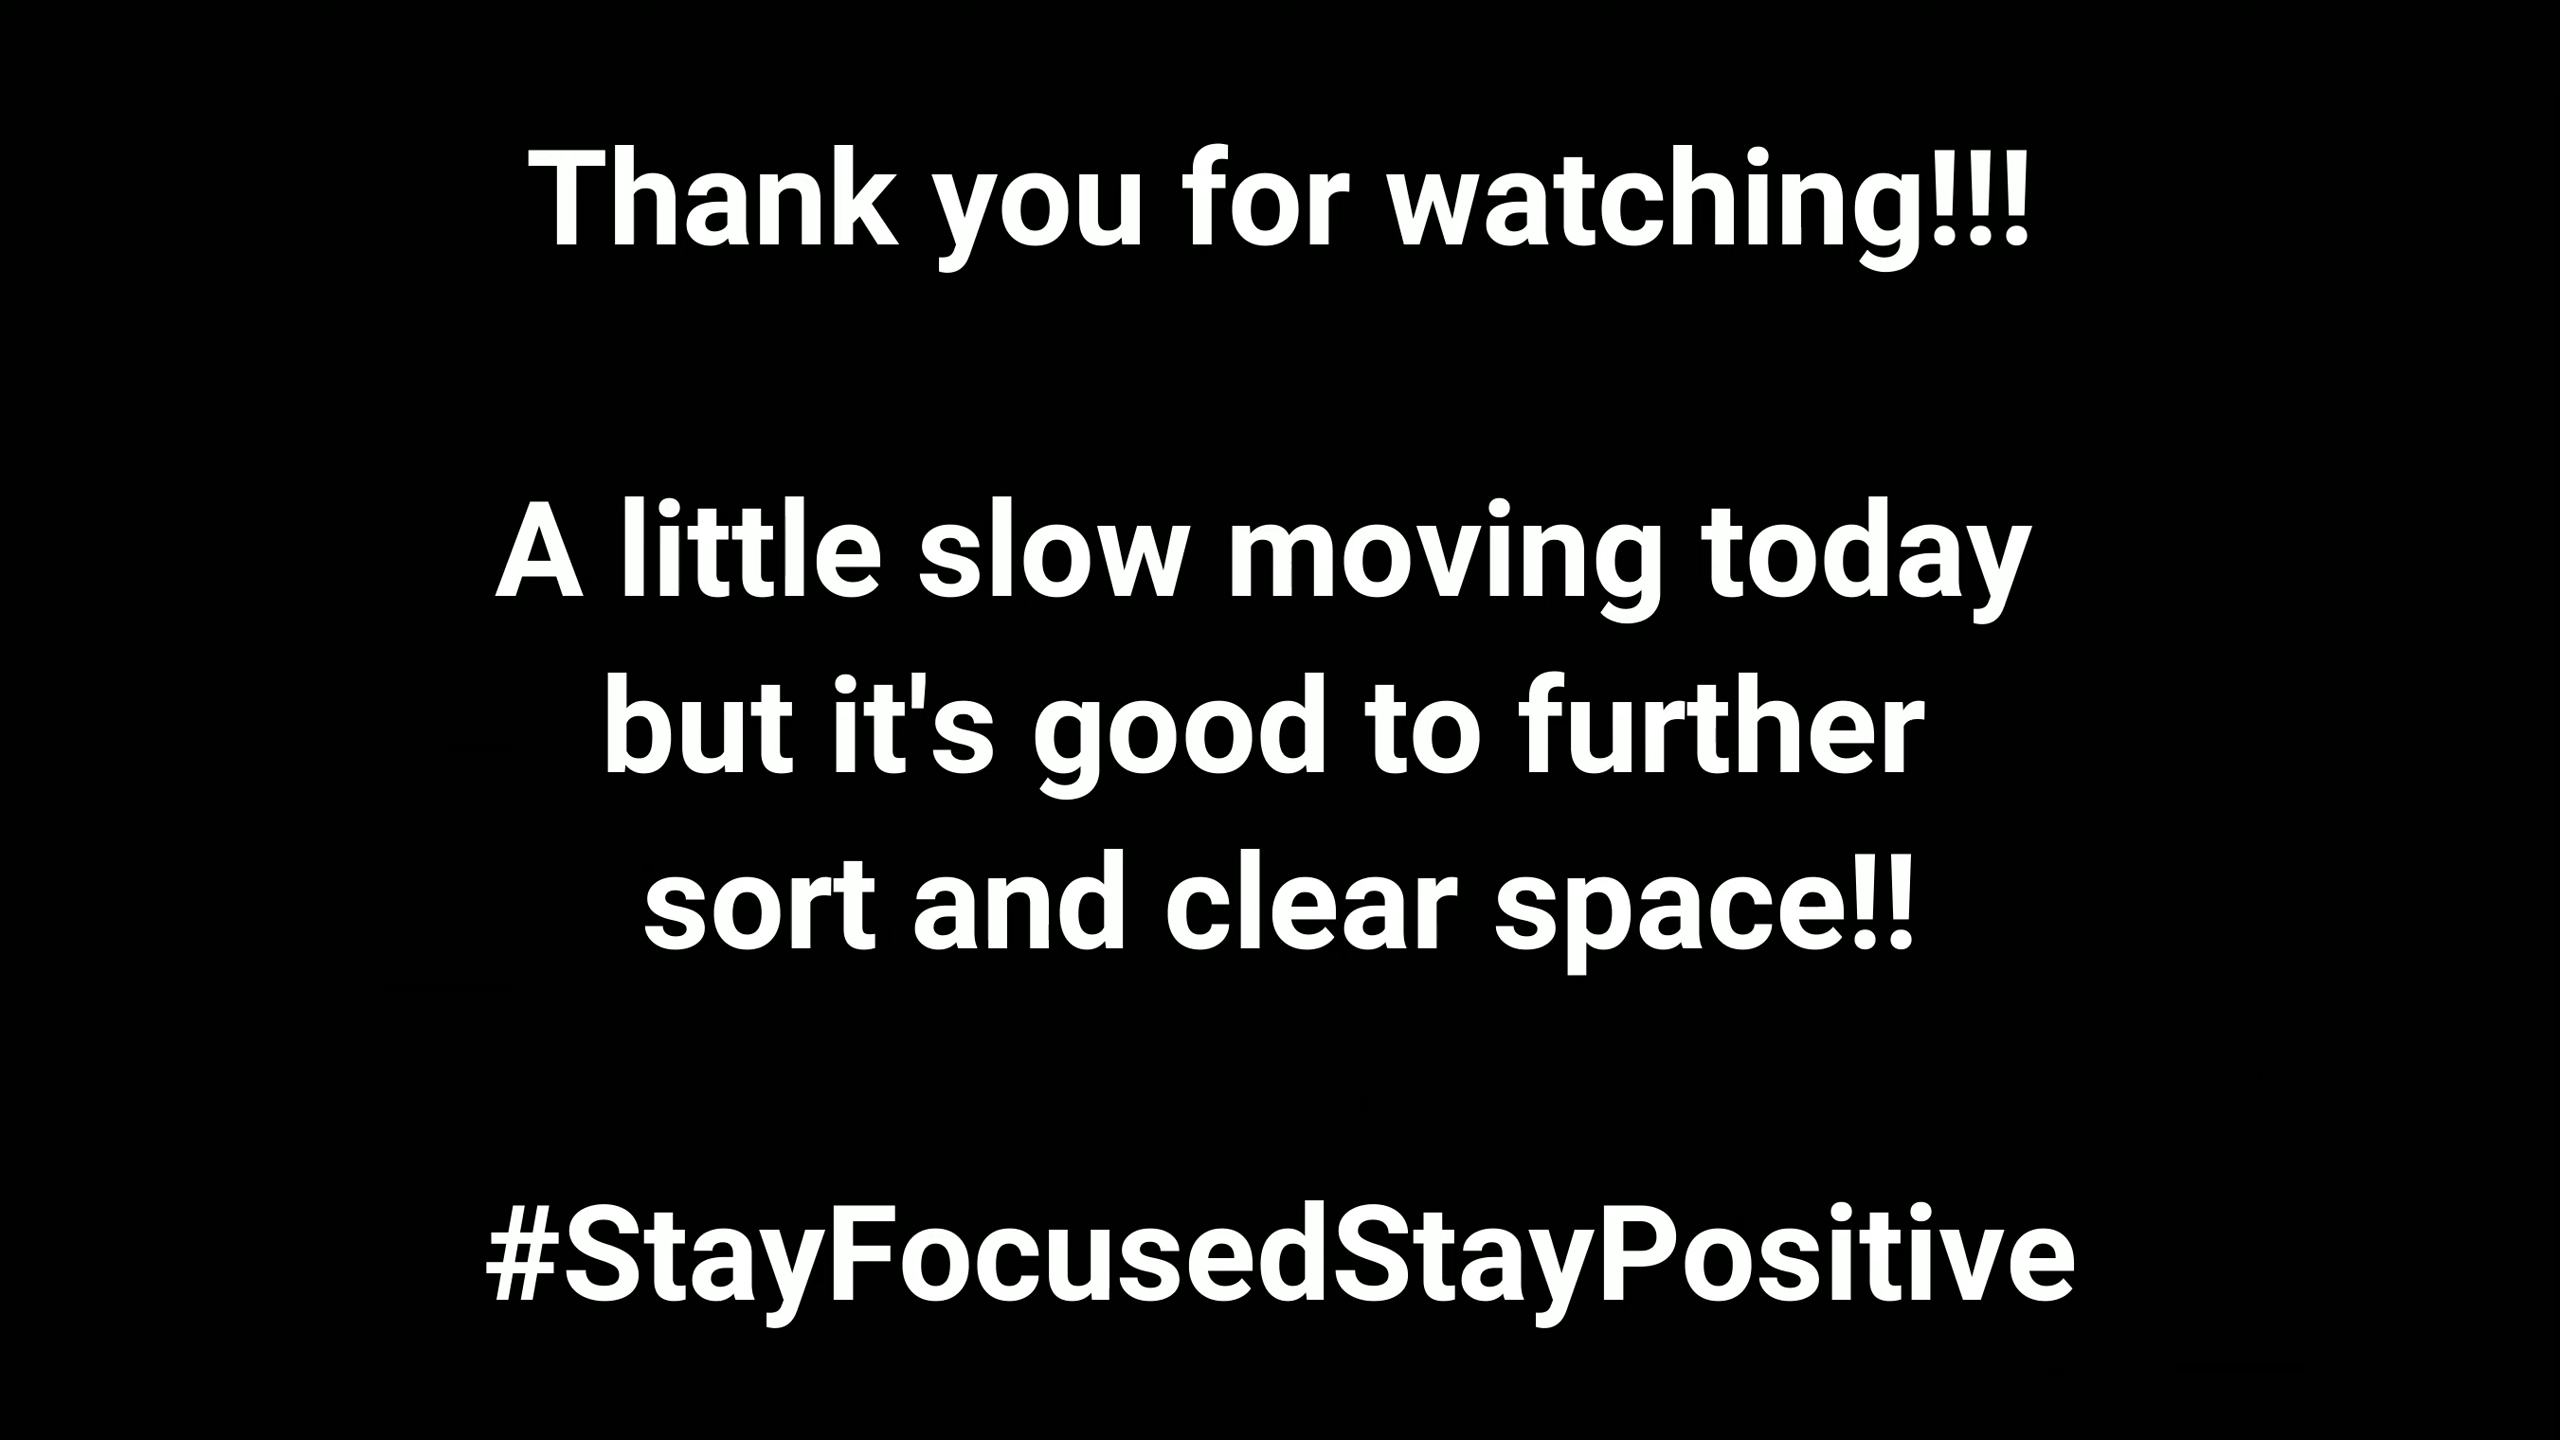 Thank you for watching!!!
A little slow moving today
but it's good to further
sort and clear space!!
#StayFocusedStayPositive